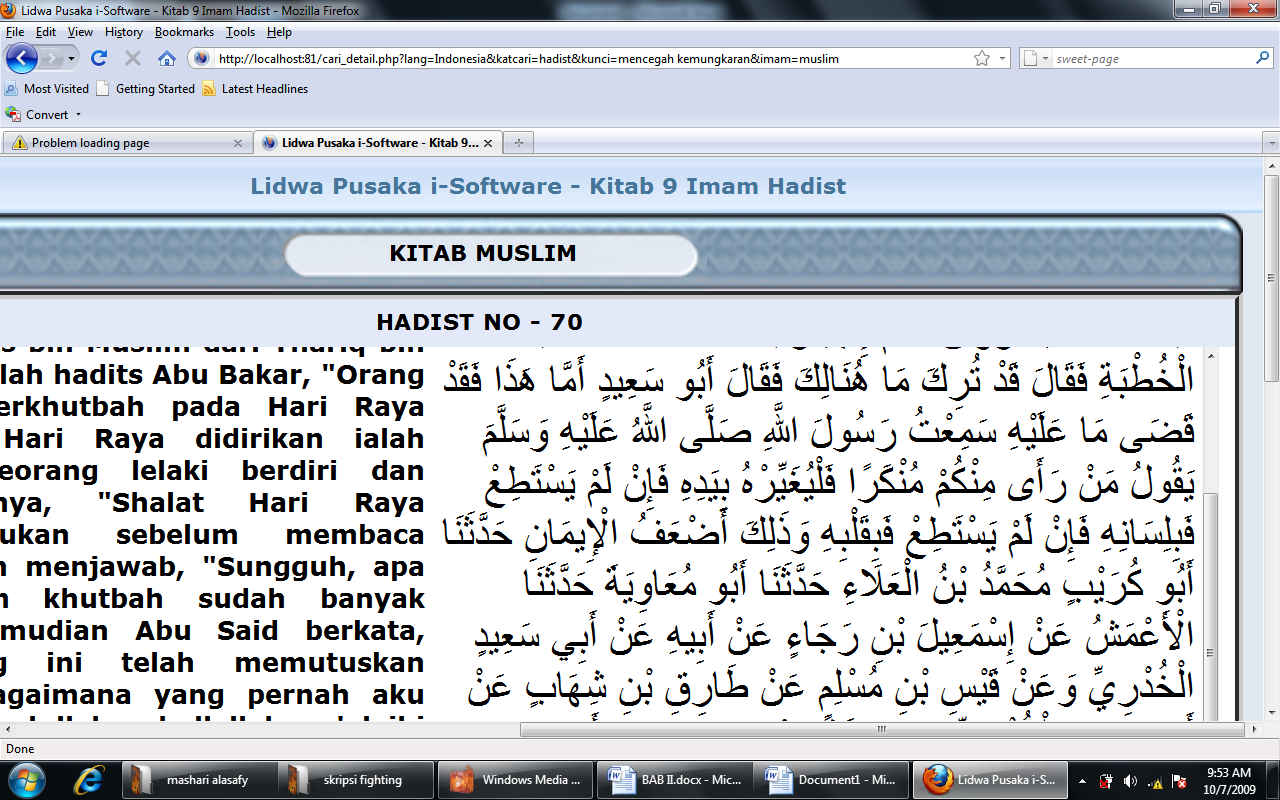 Lidwa Pusaka i-Software - Kitab 9 Imam Hadist - Mozilla Firefox
File Edit View History Bookmarks Tools Help
http://localhost:81/cari_detail.php?lang=Indonesia&katcari=hadist&kunci=mencegah kemungkaran&imam=muslim
sweet-page
Most Visited Getting Started Latest Headlines
Convert
Problem loading page
Lidwa Pusaka i-Software - Kitab 9...
Lidwa Pusaka i-Software - Kitab 9 Imam Hadist
KITAB MUSLIM
HADIST NO - 70
s bin Muslim dari Thariq bin
lah hadits Abu Bakar, "Orang
erkhutbah pada Hari Raya
Hari Raya didirikan ialah
eorang lelaki berdiri dan
nya, "Shalat Hari Raya
ukan sebelum membaca
n menjawab, "Sungguh, apa
n khutbah sudah banyak
mudian Abu Said berkata,
g ini telah memutuskan
agaimana yang pernah aku
الْخُطْبَةِ فَقَالَ قَدْ تُرِكَ مَا هُنَالِكَ فَقَالَ أَبُو سَعِيدٍ أَمَّا هَذَا فَقَدْ
قَضَى مَا عَلَيْهِ سَمِعْتُ رَسُولَ اللَّهِ صَلَّى اللَّهُ عَلَيْهِ وَسَلَّمَ
يَقُولُ مَنْ رَأَى مِنْكُمْ مُنْكَرًا فَلْيُغَيِّرْهُ بِيَدِهِ فَإِنْ لَمْ يَسْتَطِعْ
فَبِلِسَانِهِ فَإِنْ لَمْ يَسْتَطِعْ فَبِقَلْبِهِ وَذَلِكَ أَضْعَفُ الْإِيمَانِ حَدَّثَنَا
أَبُو كُرَيْبٍ مُحَمَّدُ بْنُ الْعَلَاءِ حَدَّثَنَا أَبُو مُعَاوِيَةَ حَدَّثَنَا
الْأَعْمَشُ عَنْ إِسْمَعِيلَ بْنِ رَجَاءٍ عَنْ أَبِيهِ عَنْ أَبِي سَعِيدٍ
الْخُدْرِيِّ وَعَنْ قَيْسِ بْنِ مُسْلِمٍ عَنْ طَارِقِ بْنِ شِهَابٍ عَنْ
Done
mashari alasafy
skripsi fighting
Windows Media ...
BAB II.docx - Mic...
Document1 - Mi...
Lidwa Pusaka i-S...
9:53 AM
10/7/2009